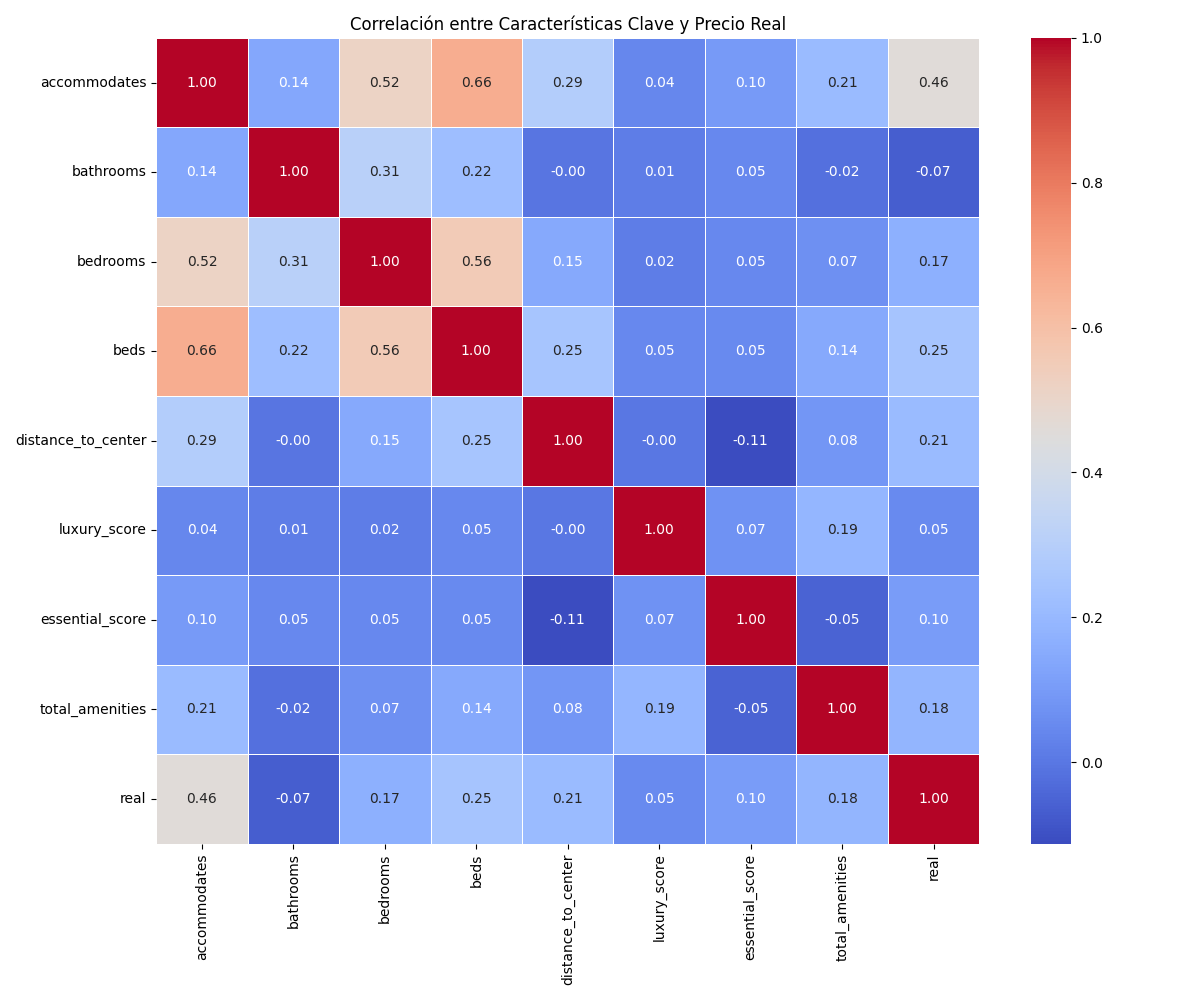 Correlación entre Características Clave y Precio Real
accommodates 1.00 0.14 0.52 0.66 0.29 0.04 0.10 0.21 0.46
bathrooms 0.14 1.00 0.31 0.22 -0.00 0.01 0.05 -0.02 -0.07
bedrooms 0.52 0.31 1.00 0.56 0.15 0.02 0.05 0.07 0.17
beds 0.66 0.22 0.56 1.00 0.25 0.05 0.05 0.14 0.25
distance_to_center 0.29 -0.00 0.15 0.25 1.00 -0.00 -0.11 0.08 0.21
luxury_score 0.04 0.01 0.02 0.05 -0.00 1.00 0.07 0.19 0.05
essential_score 0.10 0.05 0.05 0.05 -0.11 0.07 1.00 -0.05 0.10
total_amenities 0.21 -0.02 0.07 0.14 0.08 0.19 -0.05 1.00 0.18
real 0.46 -0.07 0.17 0.25 0.21 0.05 0.10 0.18 1.00
accommodates
bathrooms
bedrooms
beds
distance_to_center
luxury_score
essential_score
total_amenities
real
1.0
0.8
0.6
0.4
0.2
0.0